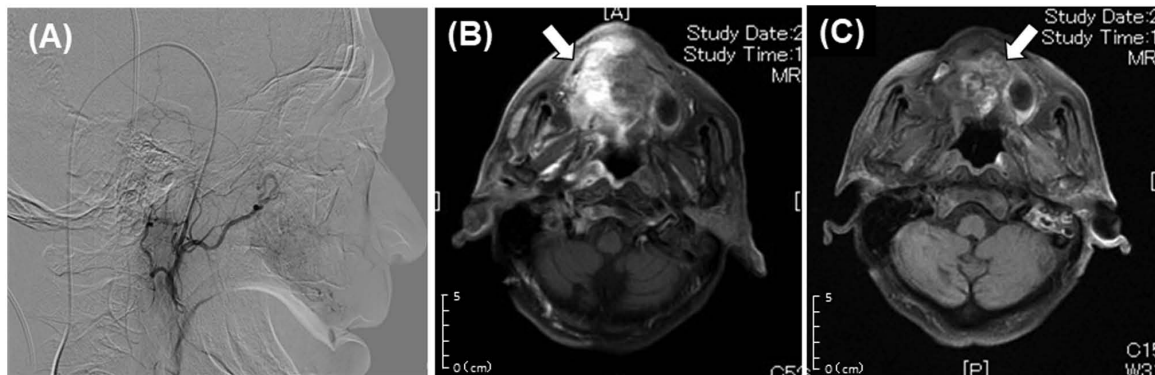 (A)
(B)
[A]
Study Date:2
Study Time:1
MR
5
0(cm)
[
]
C5
(C)
Study Date:2
Study Time:1
MR
5
0(cm)
[
[P]
C15
W3